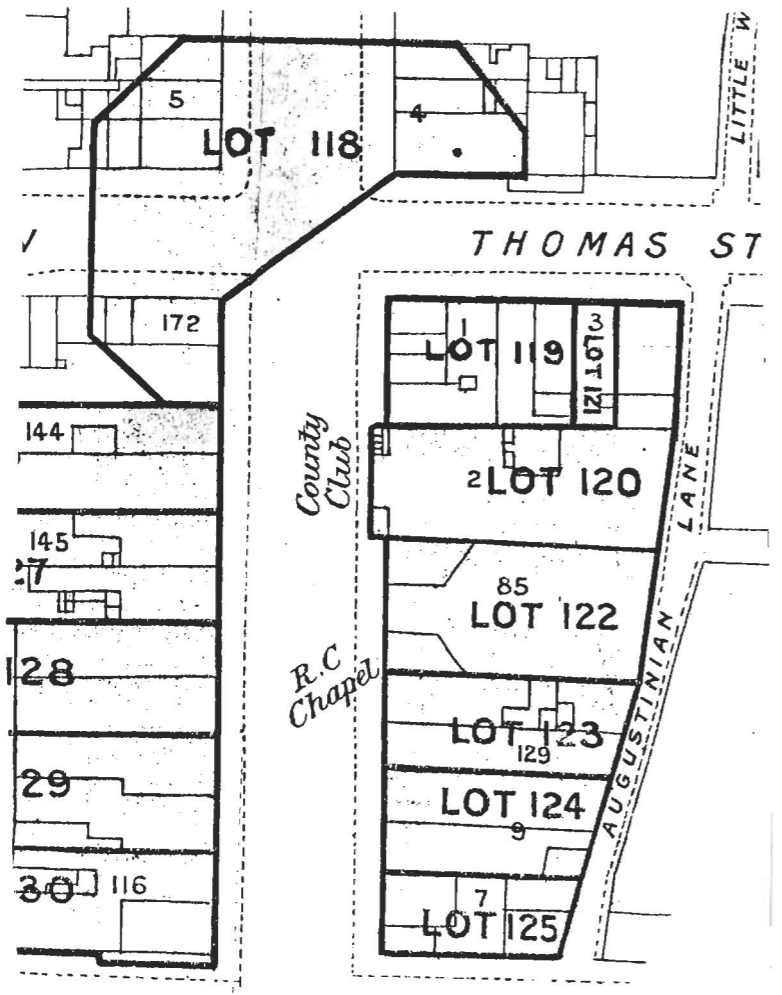 LITTLE W
5
4
LOT 118
THOMAS ST
172
1
3
LOT 119
LOT 121
144
County
Club
2 LOT 120
LANE
145
27
85
LOT 122
128
R.C
Chapel
AUGUSTINIAN
LOT 123
129
29
LOT 124
9
30 116
7
LOT 125